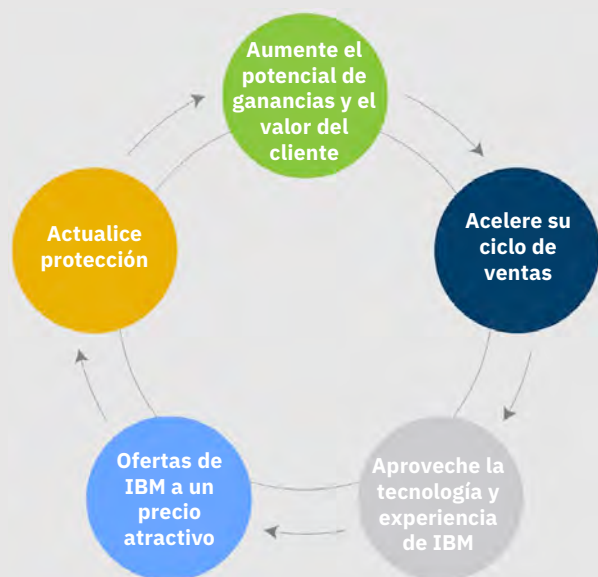 Aumente el
potencial de
ganancias y el
valor del
cliente
Acelere su
ciclo de
ventas
Aproveche la
tecnología y
experiencia
de IBM
Ofertas de
IBM a un
precio
atractivo
Actualice
protección